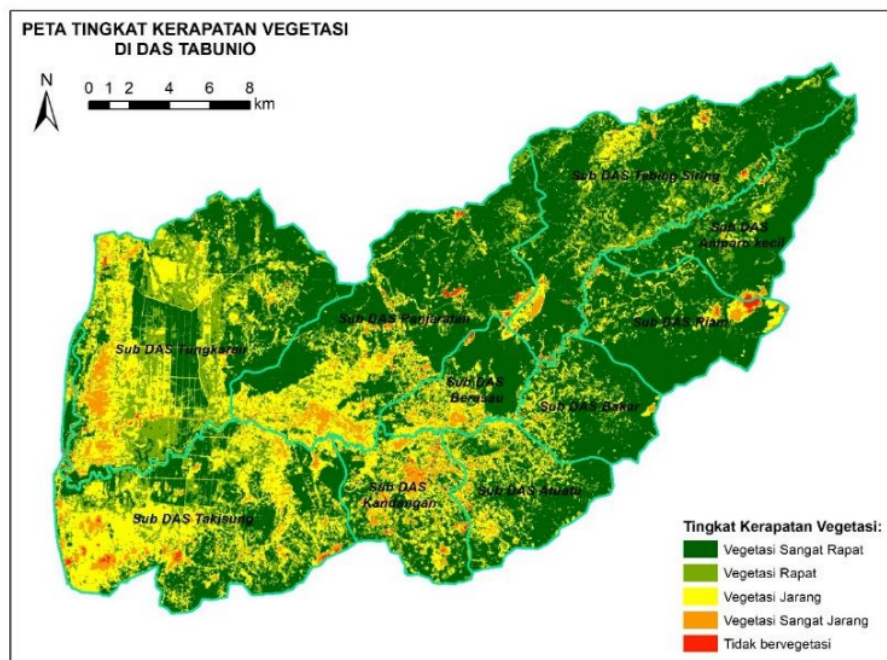 PETA TINGKAT KERAPATAN VEGETASI
DI DAS TABUNIO
N
0 1 2 4 6 8
km
Sub DAS Tebing Siring
Sub DAS
Amparo kecil
Sub DAS Panjaratan
Sub DAS Riam
Sub DAS Tungkaran
Sub DAS
Berasau
Sub DAS Bakar
Sub DAS
Kandangan
Sub DAS Atuatu
Sub DAS Takisung
Tingkat Kerapatan Vegetasi:
Vegetasi Sangat Rapat
Vegetasi Rapat
Vegetasi Jarang
Vegetasi Sangat Jarang
Tidak bervegetasi